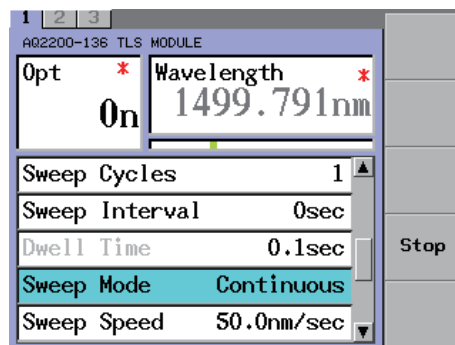 1 2 3
AQ2200-136 TLS MODULE
Opt * Wavelength *
On 1499.791nm
Sweep Cycles 1
Sweep Interval 0sec
Dwell Time 0.1sec
Stop
Sweep Mode Continuous
Sweep Speed 50.0nm/sec